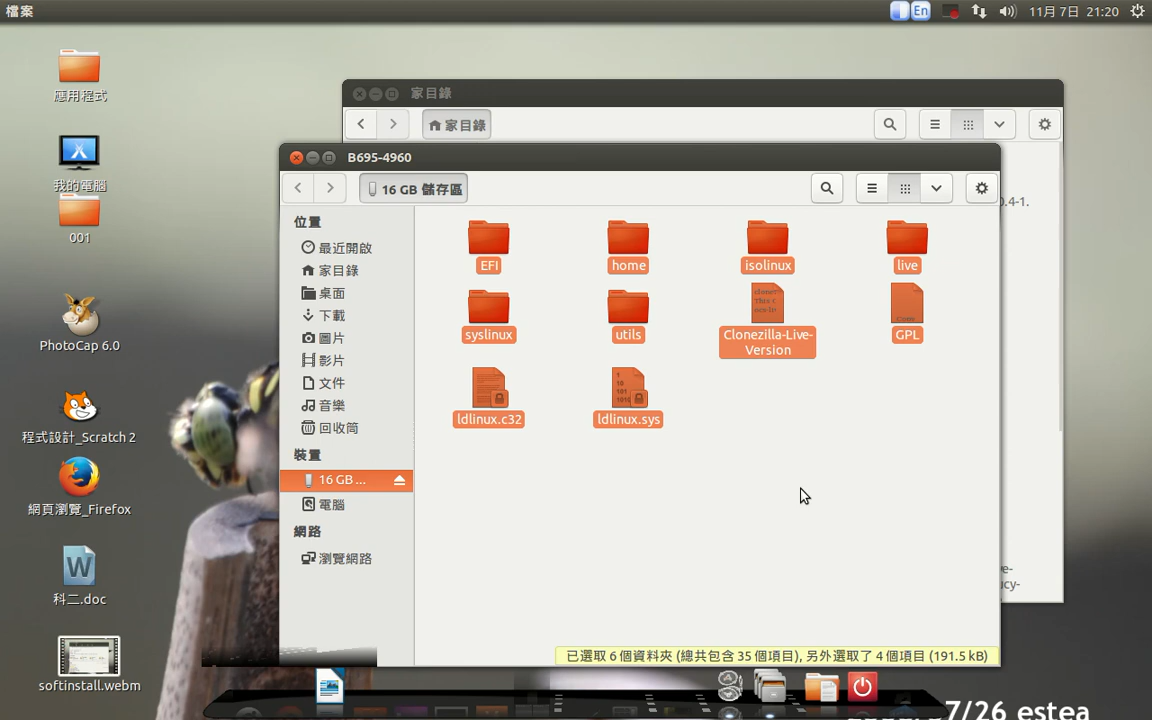 檔案
En
11月 7日 21:20
應用程式
我的電腦
001
PhotoCap 6.0
程式設計_Scratch 2
網頁瀏覽_Firefox
科二.doc
softinstall.webm
家目錄
家目錄
0.4-1.
B695-4960
16 GB 儲存區
位置
最近開啟
家目錄
桌面
下載
圖片
影片
文件
音樂
回收筒
裝置
16 GB ...
電腦
網路
瀏覽網路
EFI
home
isolinux
live
syslinux
utils
Clonezilla-Live-
Version
GPL
ldlinux.c32
ldlinux.sys
已選取 6 個資料夾 (總共包含 35 個項目), 另外選取了 4 個項目 (191.5 kB)
7/26 estea